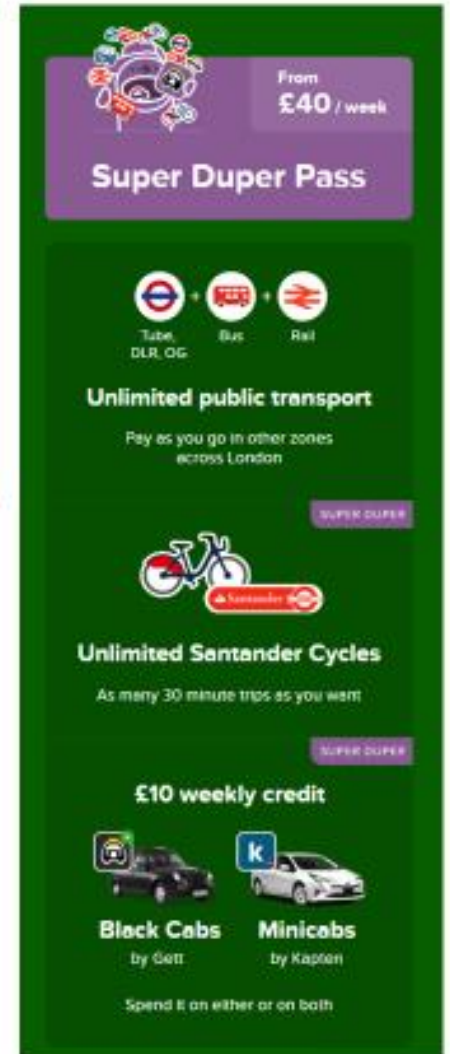 From
£40 / week
Super Duper Pass
Tube,
DLR, OG
Bus
Rail
Unlimited public transport
Pay as you go in other zones
across London
SUPER DUPER
Santander
Unlimited Santander Cycles
As many 30 minute trips as you want
SUPER DUPER
£10 weekly credit
k
Black Cabs
by Gett
Minicabs
by Kapten
Spend it on either or on both